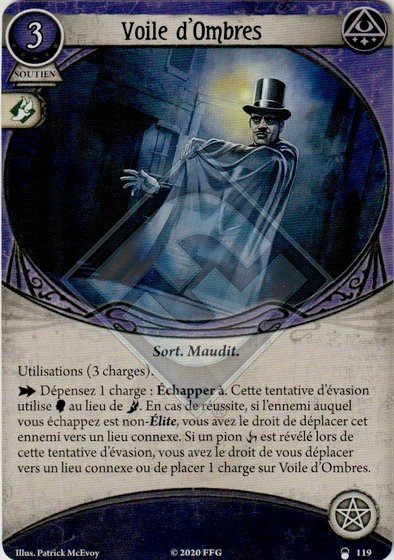 3
Voile d'Ombres
SOUTIEN
Sort. Maudit.
Utilisations (3 charges).
Dépensez 1 charge : Échapper à. Cette tentative d'évasion
utilise au lieu de . En cas de réussite, si l'ennemi auquel
vous échappez est non-Élite, vous avez le droit de déplacer cet
ennemi vers un lieu connexe. Si un pion est révélé lors de
cette tentative d'évasion, vous avez le droit de vous déplacer
vers un lieu connexe ou de placer 1 charge sur Voile d'Ombres.
Illus. Patrick McEvoy
© 2020 FFG
119